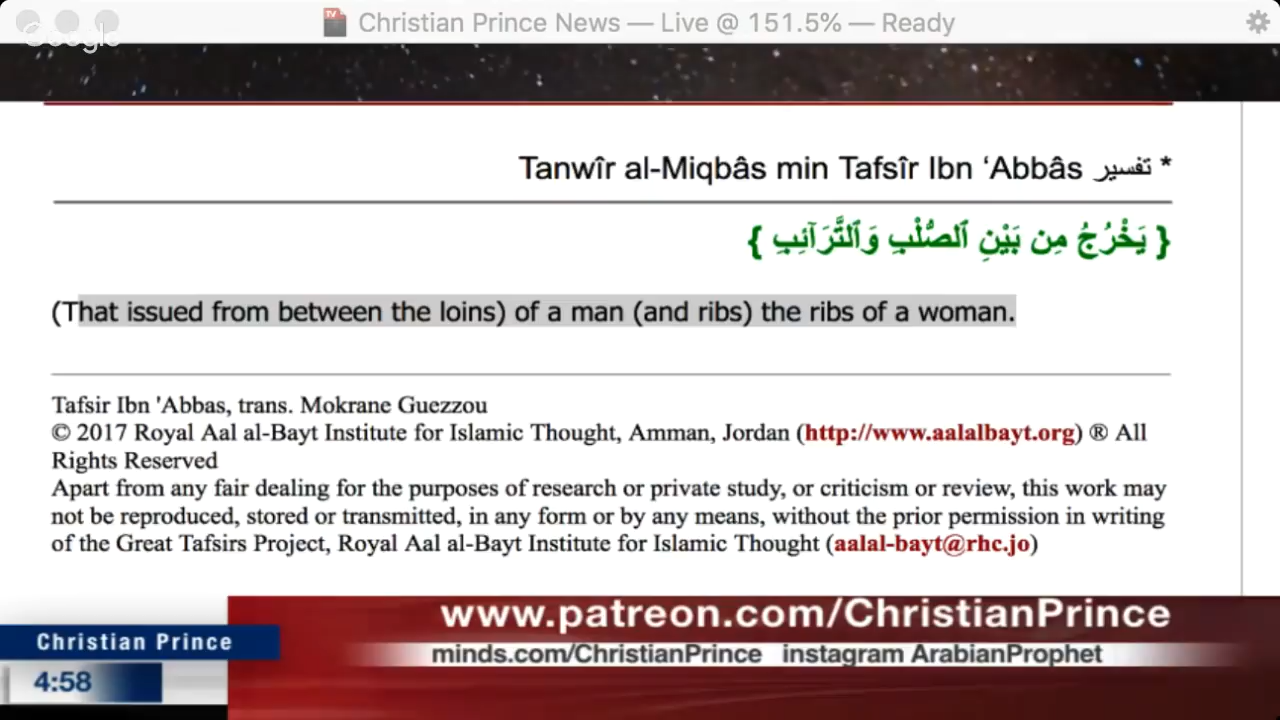 Christian Prince News — Live @ 151.5% — Ready
Google
Tanwîr al-Miqbâs min Tafsîr Ibn ‘Abbâs تفسير *
{ يَخْرُجُ مِن بَيْنِ ٱلصُّلْبِ وَٱلتَّرَآئِبِ }
(That issued from between the loins) of a man (and ribs) the ribs of a woman.
Tafsir Ibn 'Abbas, trans. Mokrane Guezzou
© 2017 Royal Aal al-Bayt Institute for Islamic Thought, Amman, Jordan (http://www.aalalbayt.org) ® All
Rights Reserved
Apart from any fair dealing for the purposes of research or private study, or criticism or review, this work may
not be reproduced, stored or transmitted, in any form or by any means, without the prior permission in writing
of the Great Tafsirs Project, Royal Aal al-Bayt Institute for Islamic Thought (aalal-bayt@rhc.jo)
www.patreon.com/ChristianPrince
Christian Prince
minds.com/ChristianPrince instagram ArabianProphet
4:58